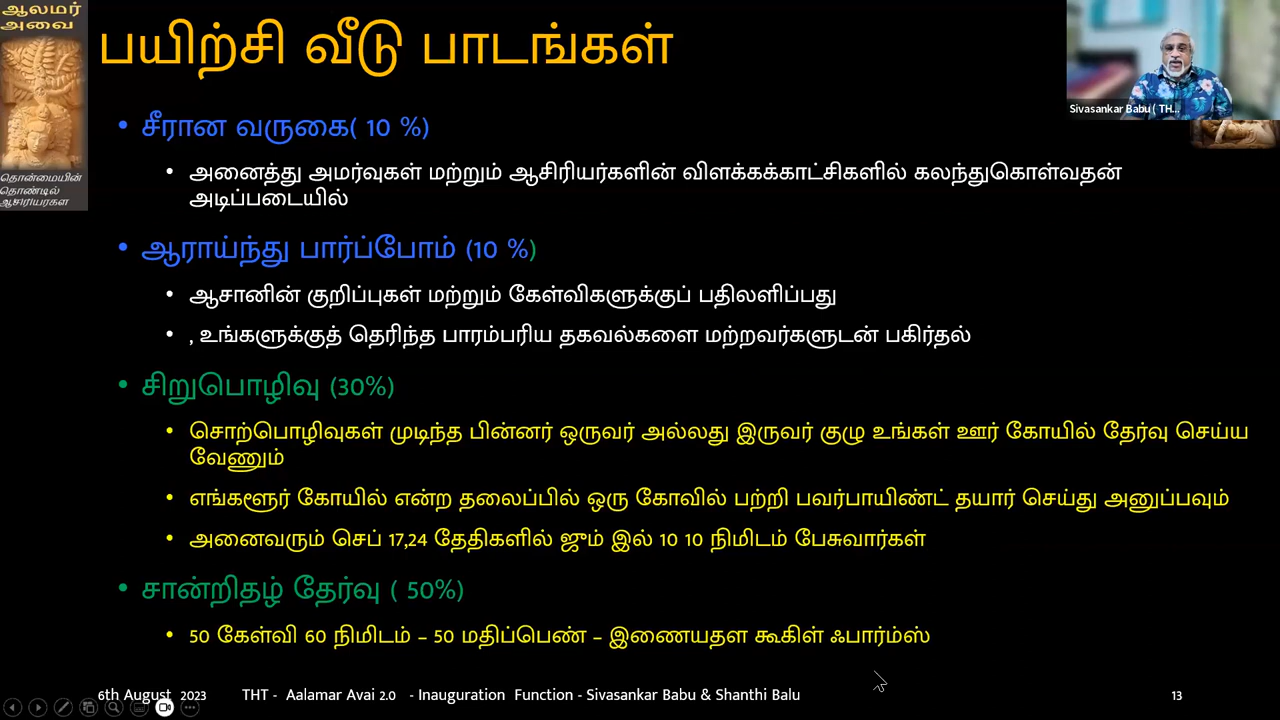 ஆலமர்
அவை
தொன்மையின்
தொண்டில்
பயிற்சி வீடு பாடங்கள்
Sivasankar Babu ( TH...
• சீரான வருகை( 10 %)
• அனைத்து அமர்வுகள் மற்றும் ஆசிரியர்களின் விளக்கக்காட்சிகளில் கலந்துகொள்வதன்
அடிப்படையில்
• ஆராய்ந்து பார்ப்போம் (10 %)
• ஆசானின் குறிப்புகள் மற்றும் கேள்விகளுக்குப் பதிலளிப்பது
• , உங்களுக்குத் தெரிந்த பாரம்பரிய தகவல்களை மற்றவர்களுடன் பகிர்தல்
• சிறுபொழிவு (30%)
• சொற்பொழிவுகள் முடிந்த பின்னர் ஒருவர் அல்லது இருவர் குழு உங்கள் ஊர் கோயில் தேர்வு செய்ய
வேணும்
• எங்களூர் கோயில் என்ற தலைப்பில் ஒரு கோவில் பற்றி பவர்பாயிண்ட் தயார் செய்து அனுப்பவும்
• அனைவரும் செப் 17,24 தேதிகளில் ஜும் இல் 10 10 நிமிடம் பேசுவார்கள்
• சான்றிதழ் தேர்வு ( 50%)
• 50 கேள்வி 60 நிமிடம் – 50 மதிப்பெண் – இணையதள கூகிள் ஃபார்ம்ஸ்
6th August 2023 THT - Aalamar Avai 2.0 - Inauguration Function - Sivasankar Babu & Shanthi Balu 13